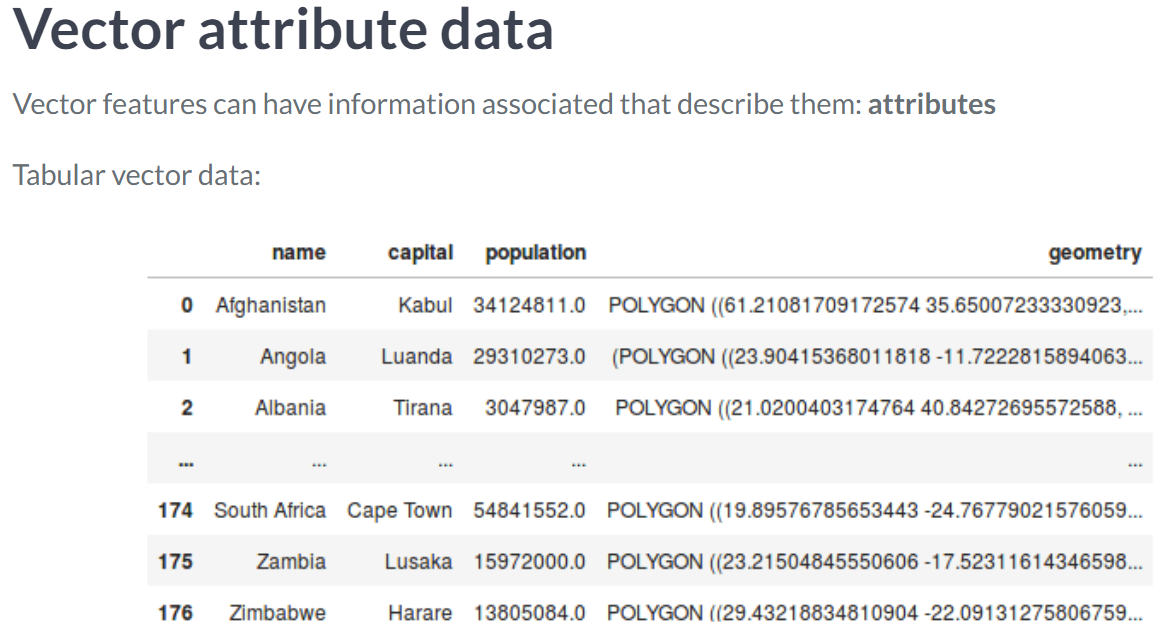 Vector attribute data
Vector features can have information associated that describe them: attributes
Tabular vector data:
name capital population geometry
0 Afghanistan Kabul 34124811.0 POLYGON ((61.21081709172574 35.65007233330923,...
1 Angola Luanda 29310273.0 (POLYGON ((23.90415368011818 -11.7222815894063...
2 Albania Tirana 3047987.0 POLYGON ((21.0200403174764 40.84272695572588, ...
... ... ... ... ...
174 South Africa Cape Town 54841552.0 POLYGON ((19.89576785653443 -24.76779021576059...
175 Zambia Lusaka 15972000.0 POLYGON ((23.21504845550606 -17.52311614346598...
176 Zimbabwe Harare 13805084.0 POLYGON ((29.43218834810904 -22.09131275806759...